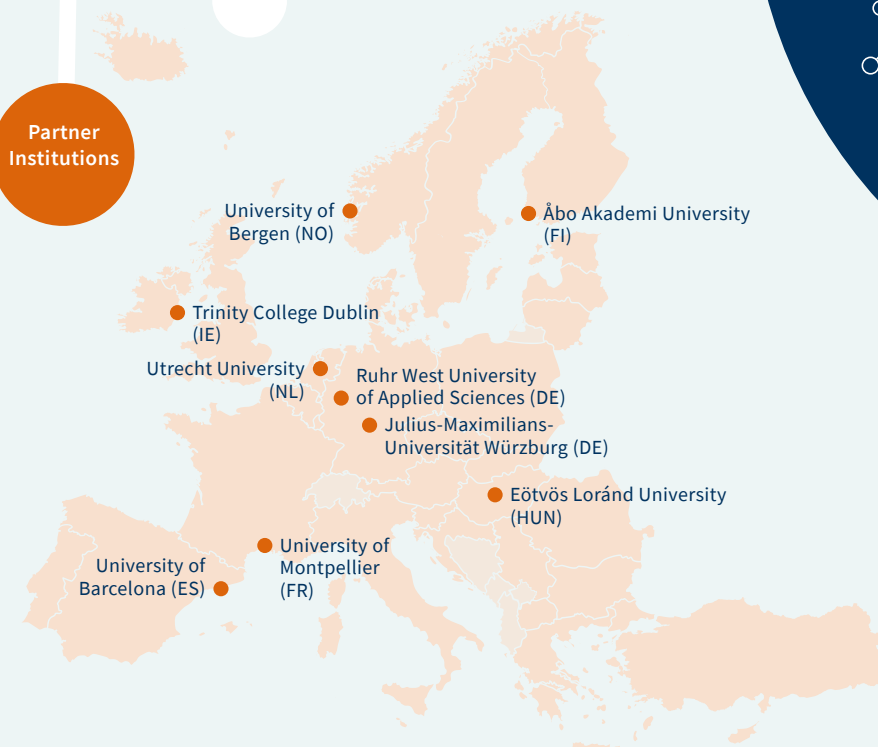 Partner
Institutions
University of
Bergen (NO)
Åbo Akademi University
(FI)
Trinity College Dublin
(IE)
Utrecht University
(NL)
Ruhr West University
of Applied Sciences (DE)
Julius-Maximilians-
Universität Würzburg (DE)
Eötvös Loránd University
(HUN)
University of
Montpellier
(FR)
University of
Barcelona (ES)